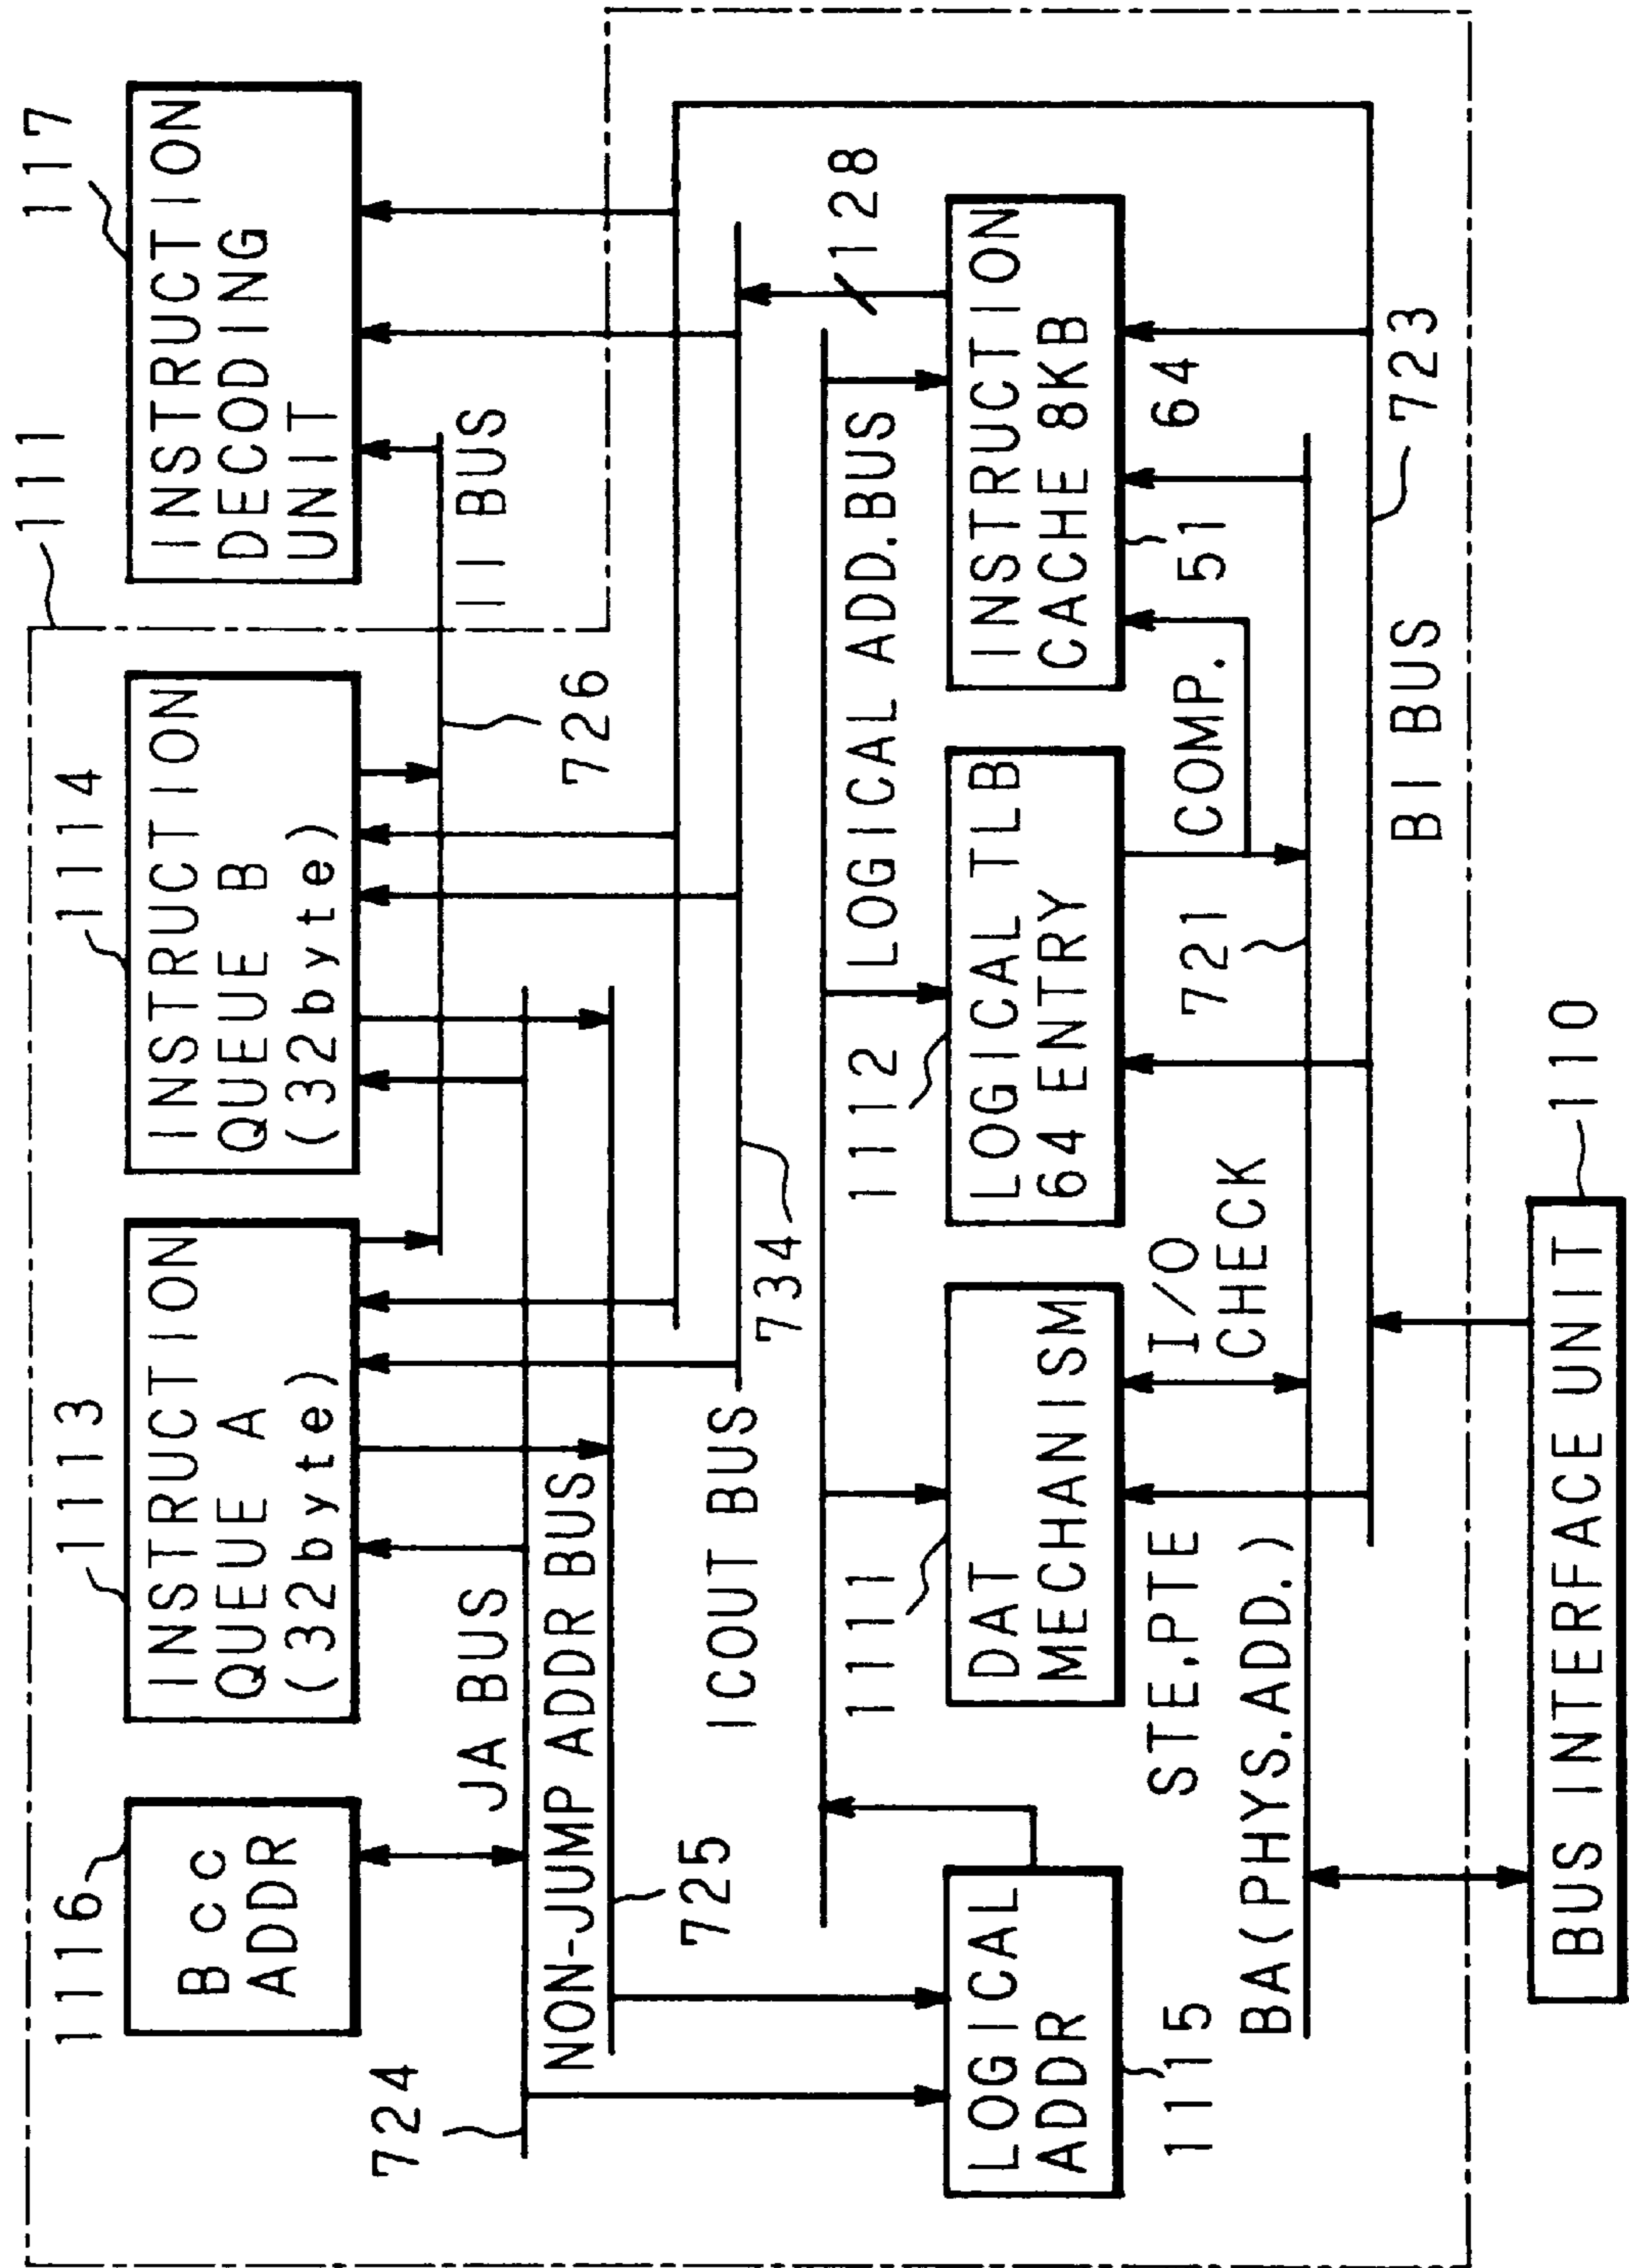 111
117
1116
1113
1114
Bcc
ADDR
INSTRUCTION
QUEUE A
(32byte)
INSTRUCTION
QUEUE B
(32byte)
INSTRUCTION
DECODING
UNIT
724
JA BUS
II BUS
NON-JUMP ADDR BUS
726
725
ICOUT BUS
734
128
1111
1112
LOGICAL ADD.BUS
LOGICAL
ADDR
DAT
MECHANISM
LOGICAL TLB
64 ENTRY
INSTRUCTION
CACHE 8KB
1115
STE,PTE
I/O
CHECK
721
COMP.
51
64
BA(PHYS.ADD.)
BI BUS
723
BUS INTERFACE UNIT
110